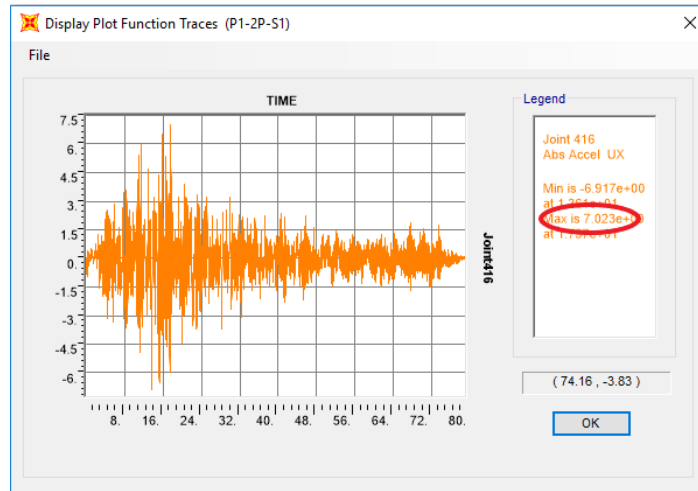 Display Plot Function Traces (P1-2P-S1)
File
TIME
7.5
6.
4.5
3.
1.5
0.
-1.5
-3.
-4.5
-6.
8. 16. 24. 32. 40. 48. 56. 64. 72. 80.
Joint416
Legend
Joint 416
Abs Accel UX
Min is -6.917e+00
at
Max is 7.023e+00
at
( 74.16 , -3.83 )
OK